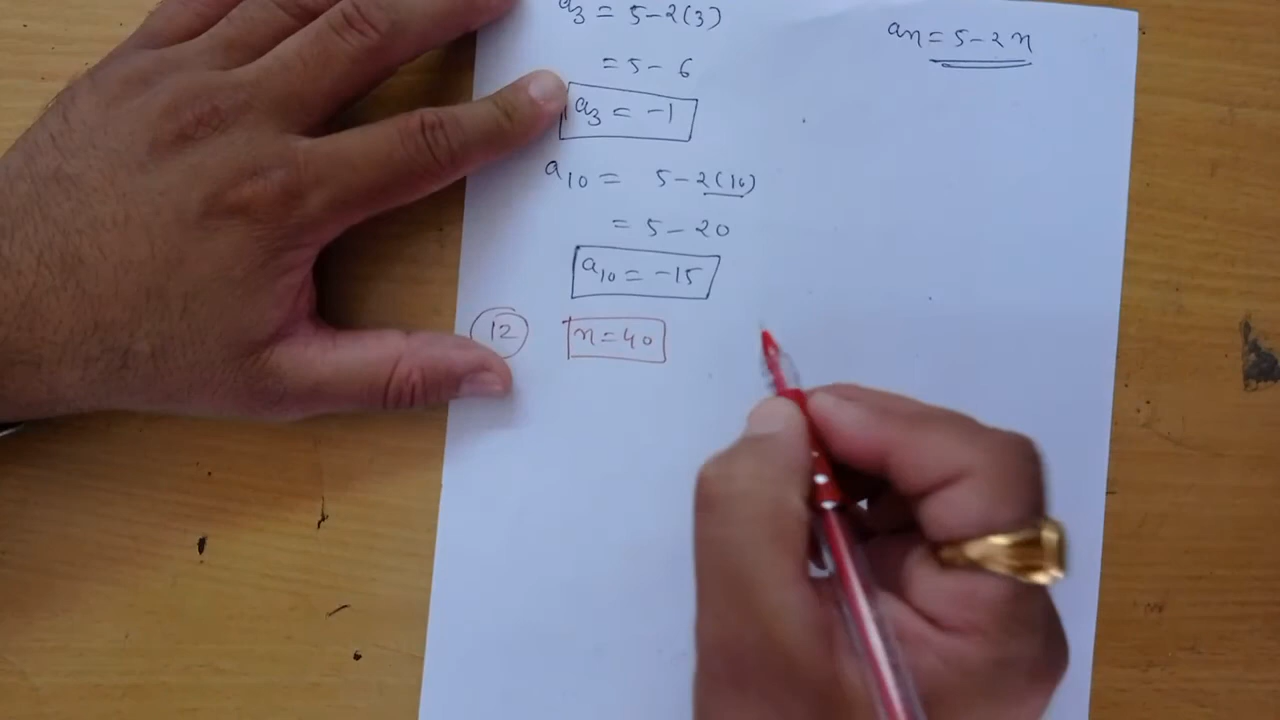 a3 = 5-2(3)
an = 5-2n
= 5-6
a3 = -1
a10 = 5-2(10)
= 5-20
a10 = -15
12 n=40